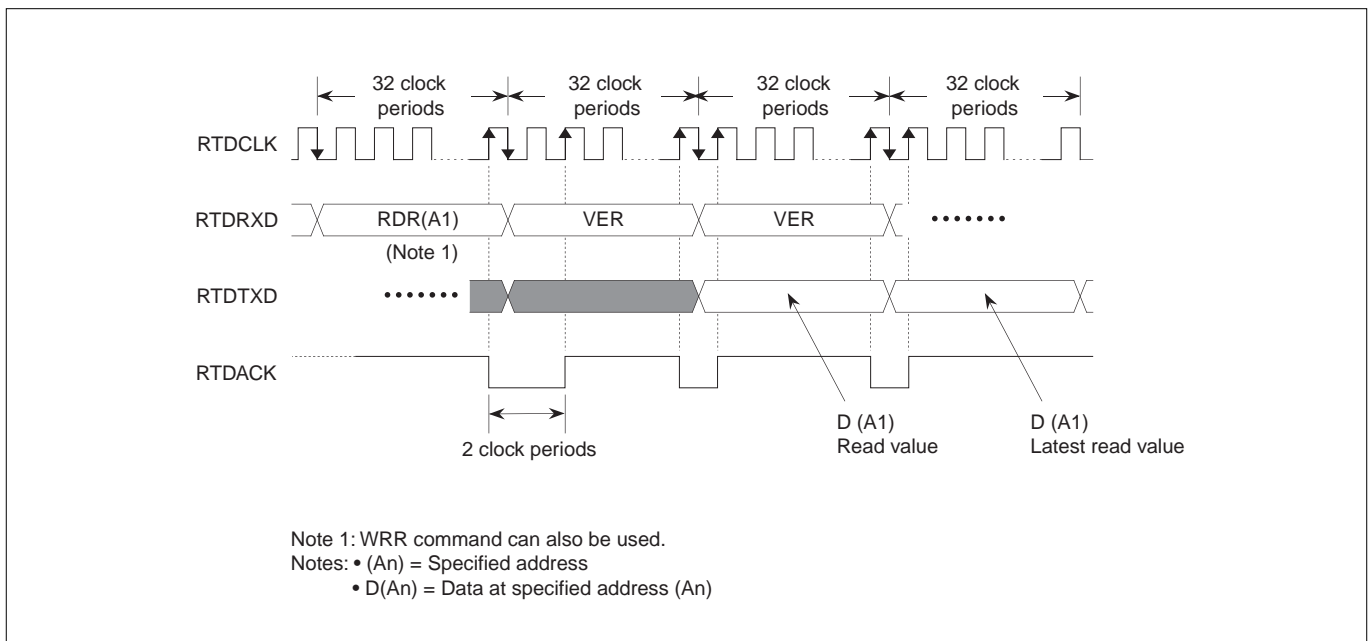 32 clock periods
32 clock periods
32 clock periods
32 clock periods
RTDCLK
RTDRXD
RDR(A1)
VER
VER
•••••••
(Note 1)
RTDTXD
•••••••
RTDACK
2 clock periods
D (A1)
Read value
D (A1)
Latest read value
Note 1: WRR command can also be used.
Notes: • (An) = Specified address
• D(An) = Data at specified address (An)